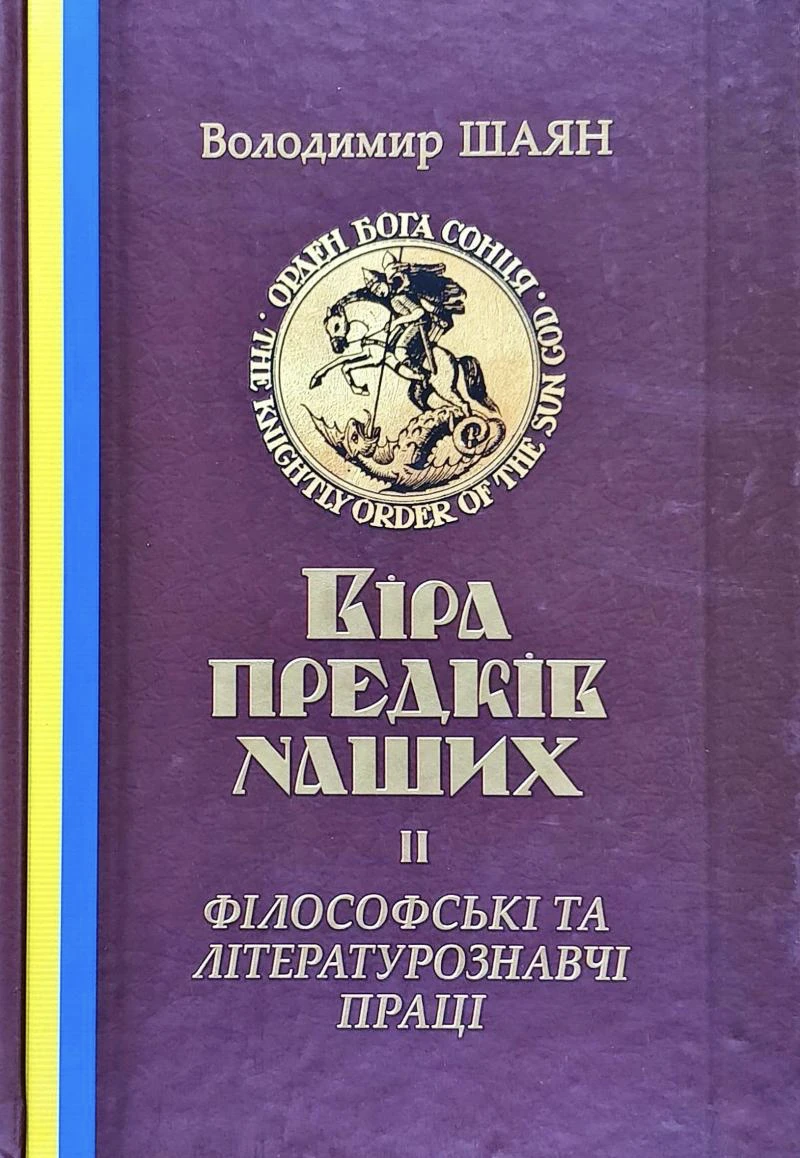 Володимир ШАЯН
· ОРДЕН БОГА СОНЦЯ ·
THE KNIGHTLY ORDER OF THE SUN GOD
Віра
предків
наших
II
ФІЛОСОФСЬКІ ТА
ЛІТЕРАТУРОЗНАВЧІ
ПРАЦІ